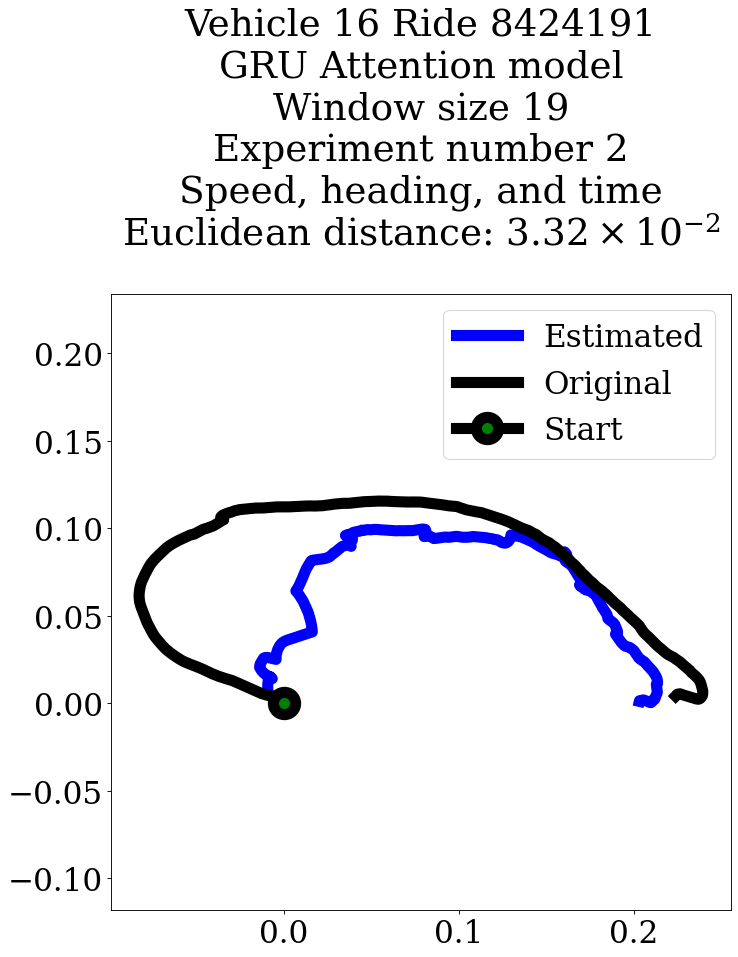 Vehicle 16 Ride 8424191
GRU Attention model
Window size 19
Experiment number 2
Speed, heading, and time
Euclidean distance: 3.32 × 10⁻²
Estimated
Original
Start
0.20
0.15
0.10
0.05
0.00
−0.05
−0.10
0.0
0.1
0.2